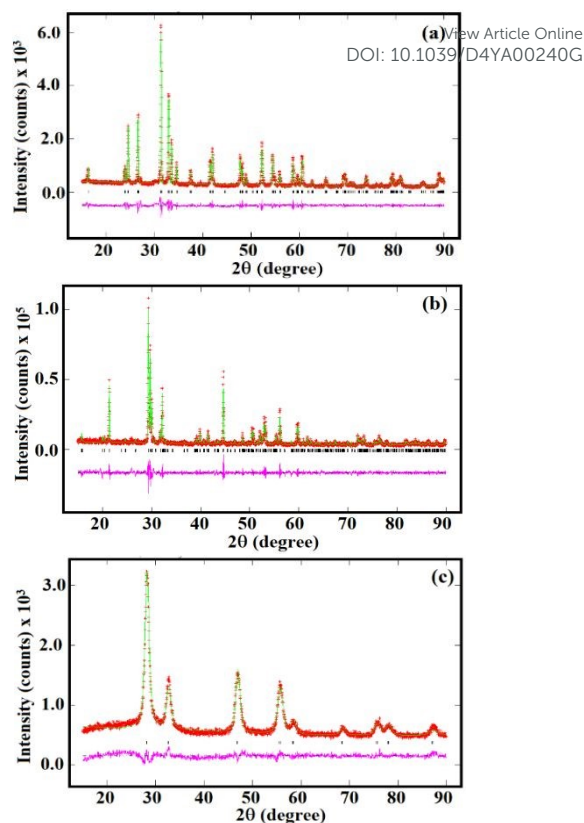 View Article Online
DOI: 10.1039/D4YA00240G
(a)
Intensity (counts) x 10³
6.0
4.0
2.0
0.0
20 30 40 50 60 70 80 90
2θ (degree)
(b)
Intensity (counts) x 10⁵
1.0
0.5
0.0
20 30 40 50 60 70 80 90
2θ (degree)
(c)
Intensity (counts) x 10³
3.0
2.0
1.0
0.0
20 30 40 50 60 70 80 90
2θ (degree)